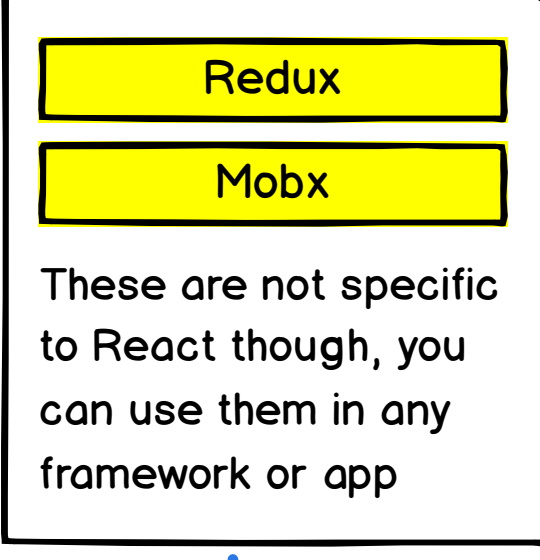 Redux
Mobx
These are not specific
to React though, you
can use them in any
framework or app